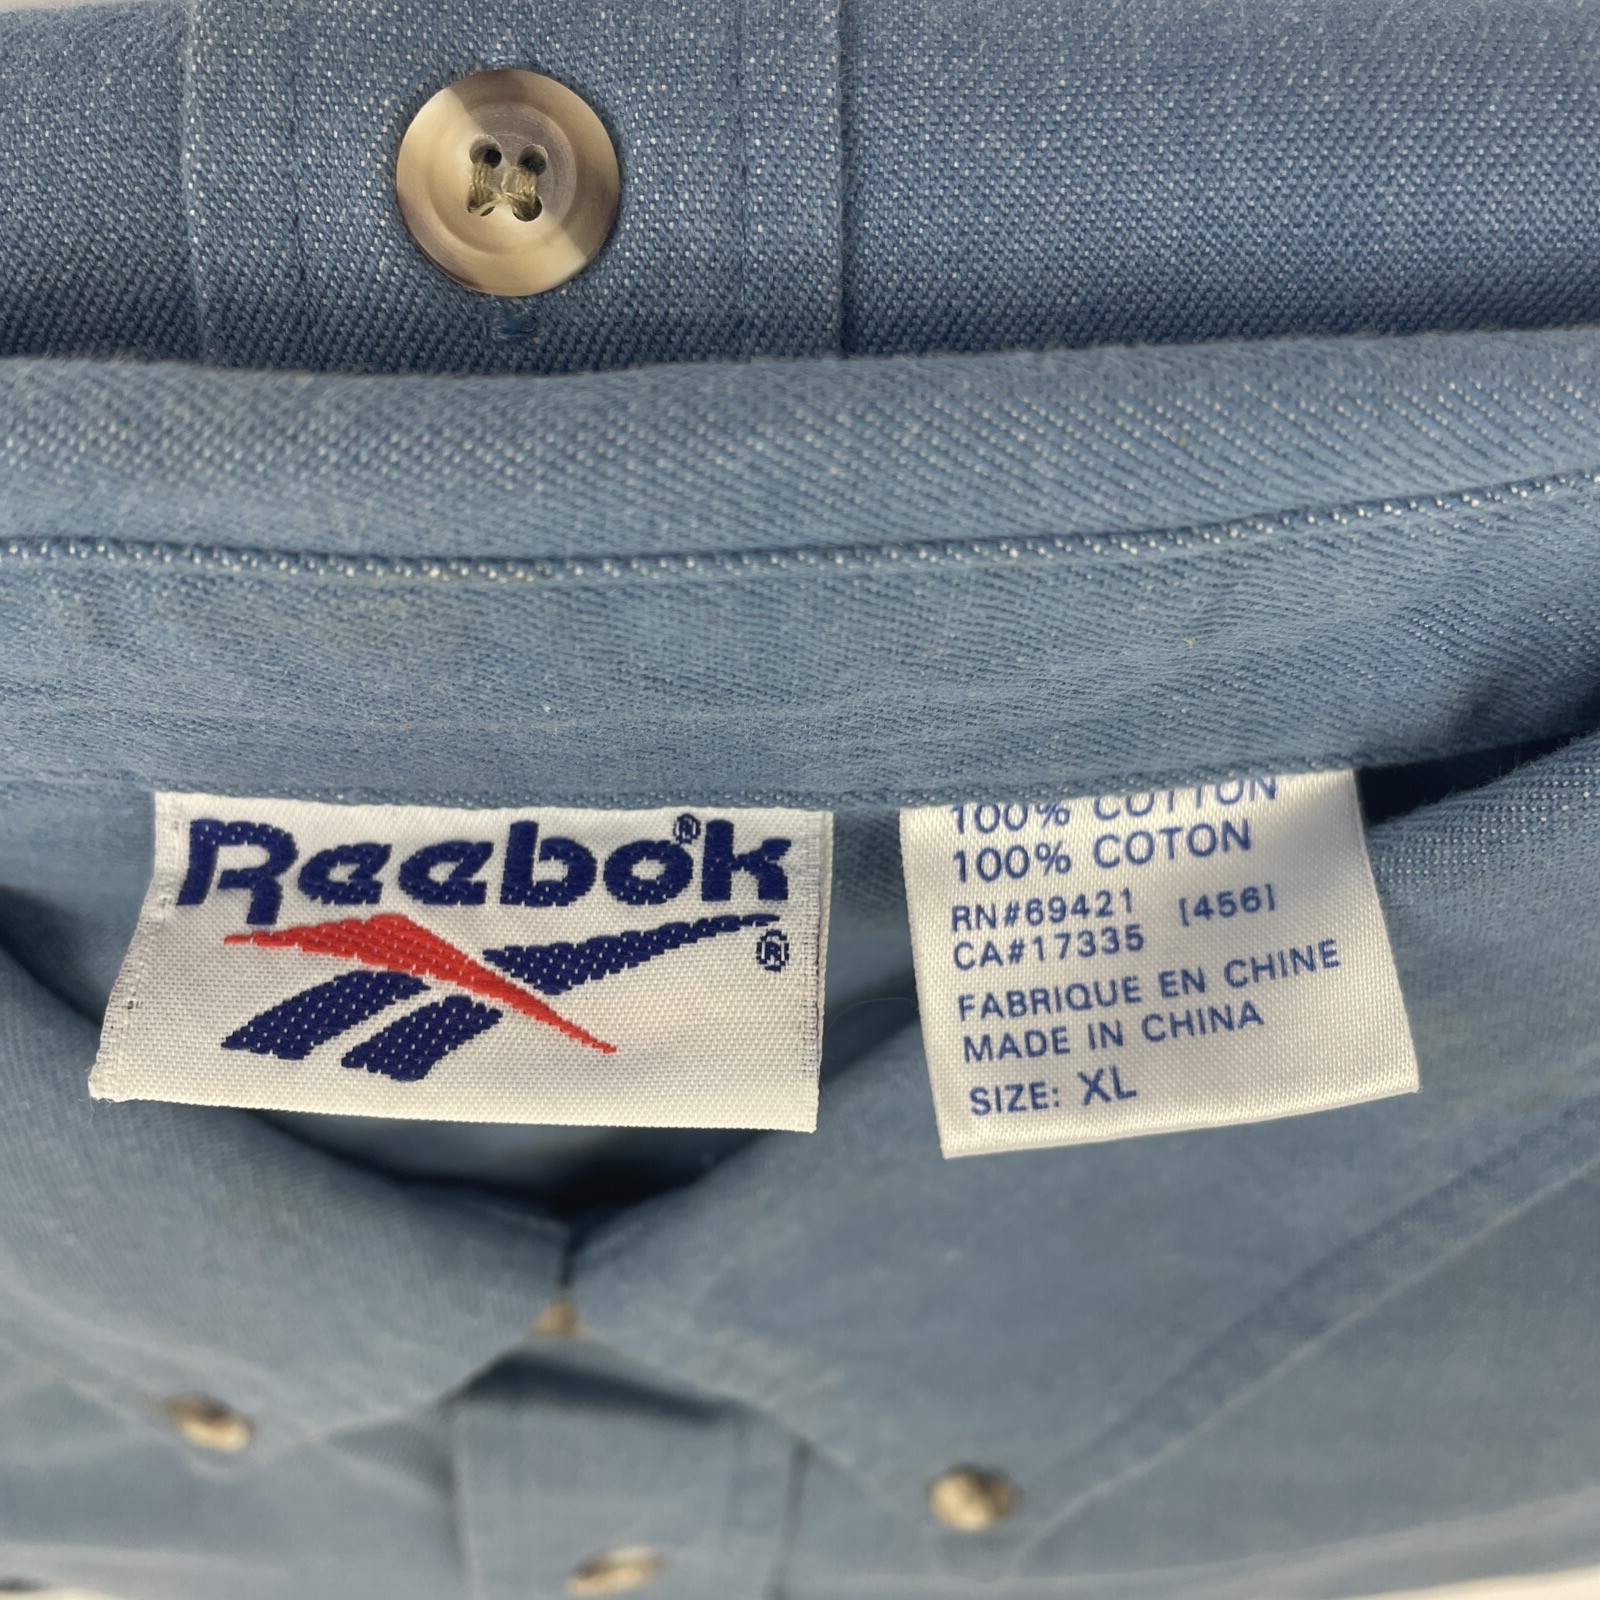 Reebok®
®
100% COTTON
100% COTON
RN#69421 [456]
CA#17335
FABRIQUE EN CHINE
MADE IN CHINA
SIZE: XL